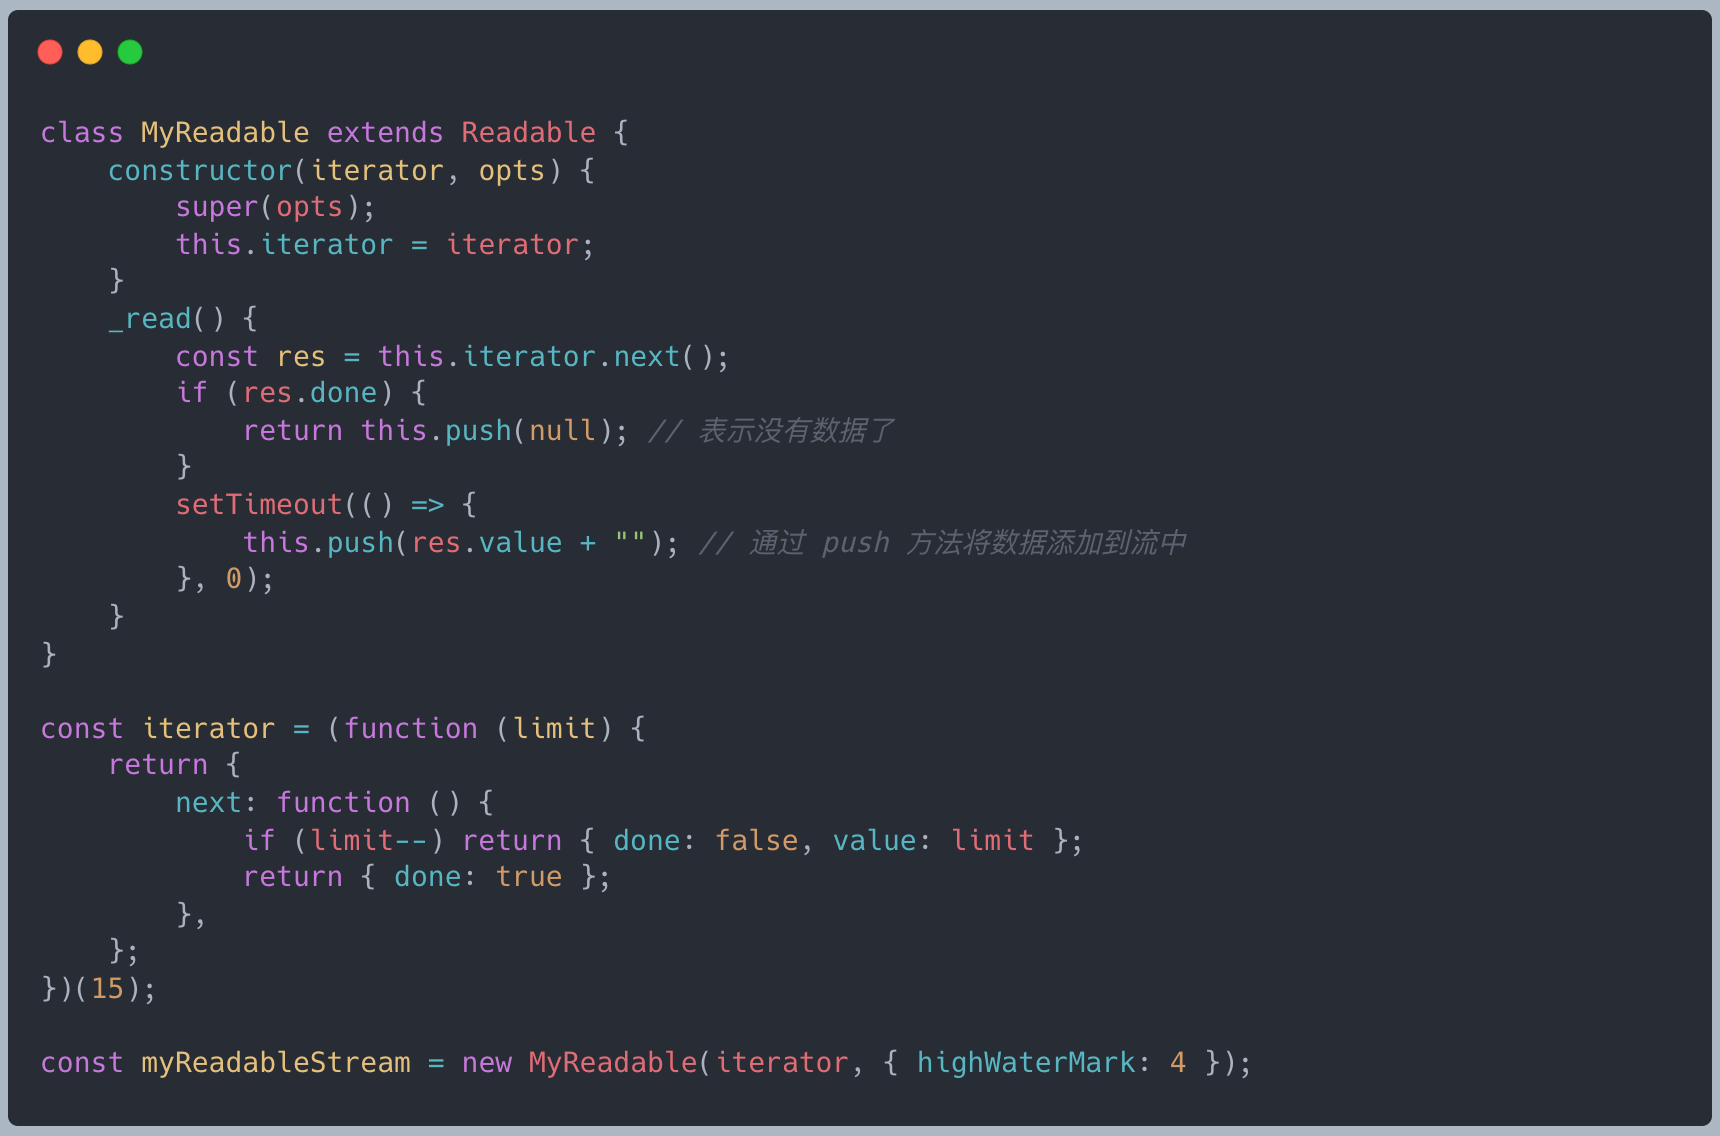 class MyReadable extends Readable {
    constructor(iterator, opts) {
        super(opts);
        this.iterator = iterator;
    }
    _read() {
        const res = this.iterator.next();
        if (res.done) {
            return this.push(null); // 表示没有数据了
        }
        setTimeout(() => {
            this.push(res.value + ""); // 通过 push 方法将数据添加到流中
        }, 0);
    }
}

const iterator = (function (limit) {
    return {
        next: function () {
            if (limit--) return { done: false, value: limit };
            return { done: true };
        },
    };
})(15);

const myReadableStream = new MyReadable(iterator, { highWaterMark: 4 });